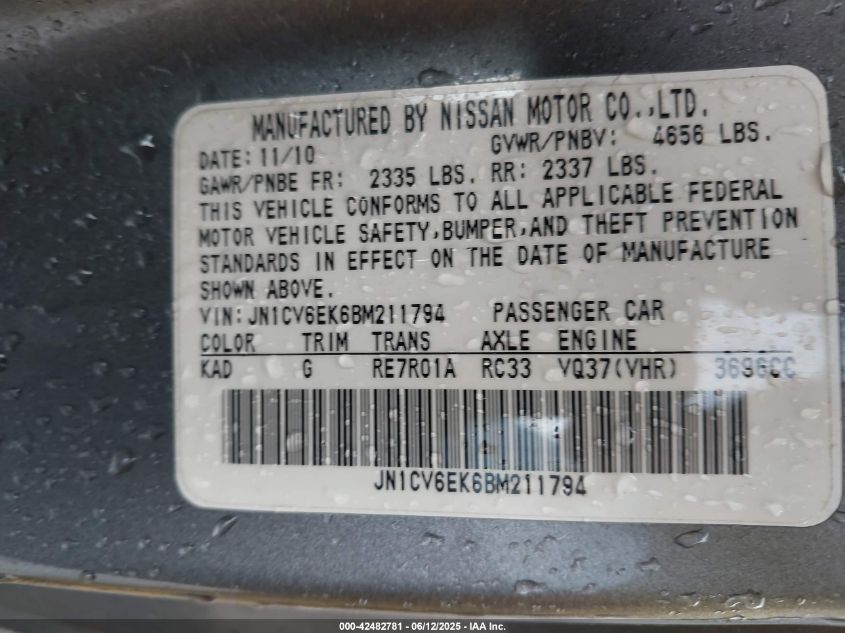 MANUFACTURED BY NISSAN MOTOR CO.,LTD.
DATE: 11/10 GVWR/PNBV: 4656 LBS.
GAWR/PNBE FR: 2335 LBS. RR: 2337 LBS.
THIS VEHICLE CONFORMS TO ALL APPLICABLE FEDERAL
MOTOR VEHICLE SAFETY,BUMPER,AND THEFT PREVENTION
STANDARDS IN EFFECT ON THE DATE OF MANUFACTURE
SHOWN ABOVE.
VIN: JN1CV6EK6BM211794 PASSENGER CAR
COLOR TRIM TRANS AXLE ENGINE
KAD G RE7R01A RC33 VQ37(VHR) 3696CC
JN1CV6EK6BM211794
000-42482781 - 06/12/2025 - IAA Inc.